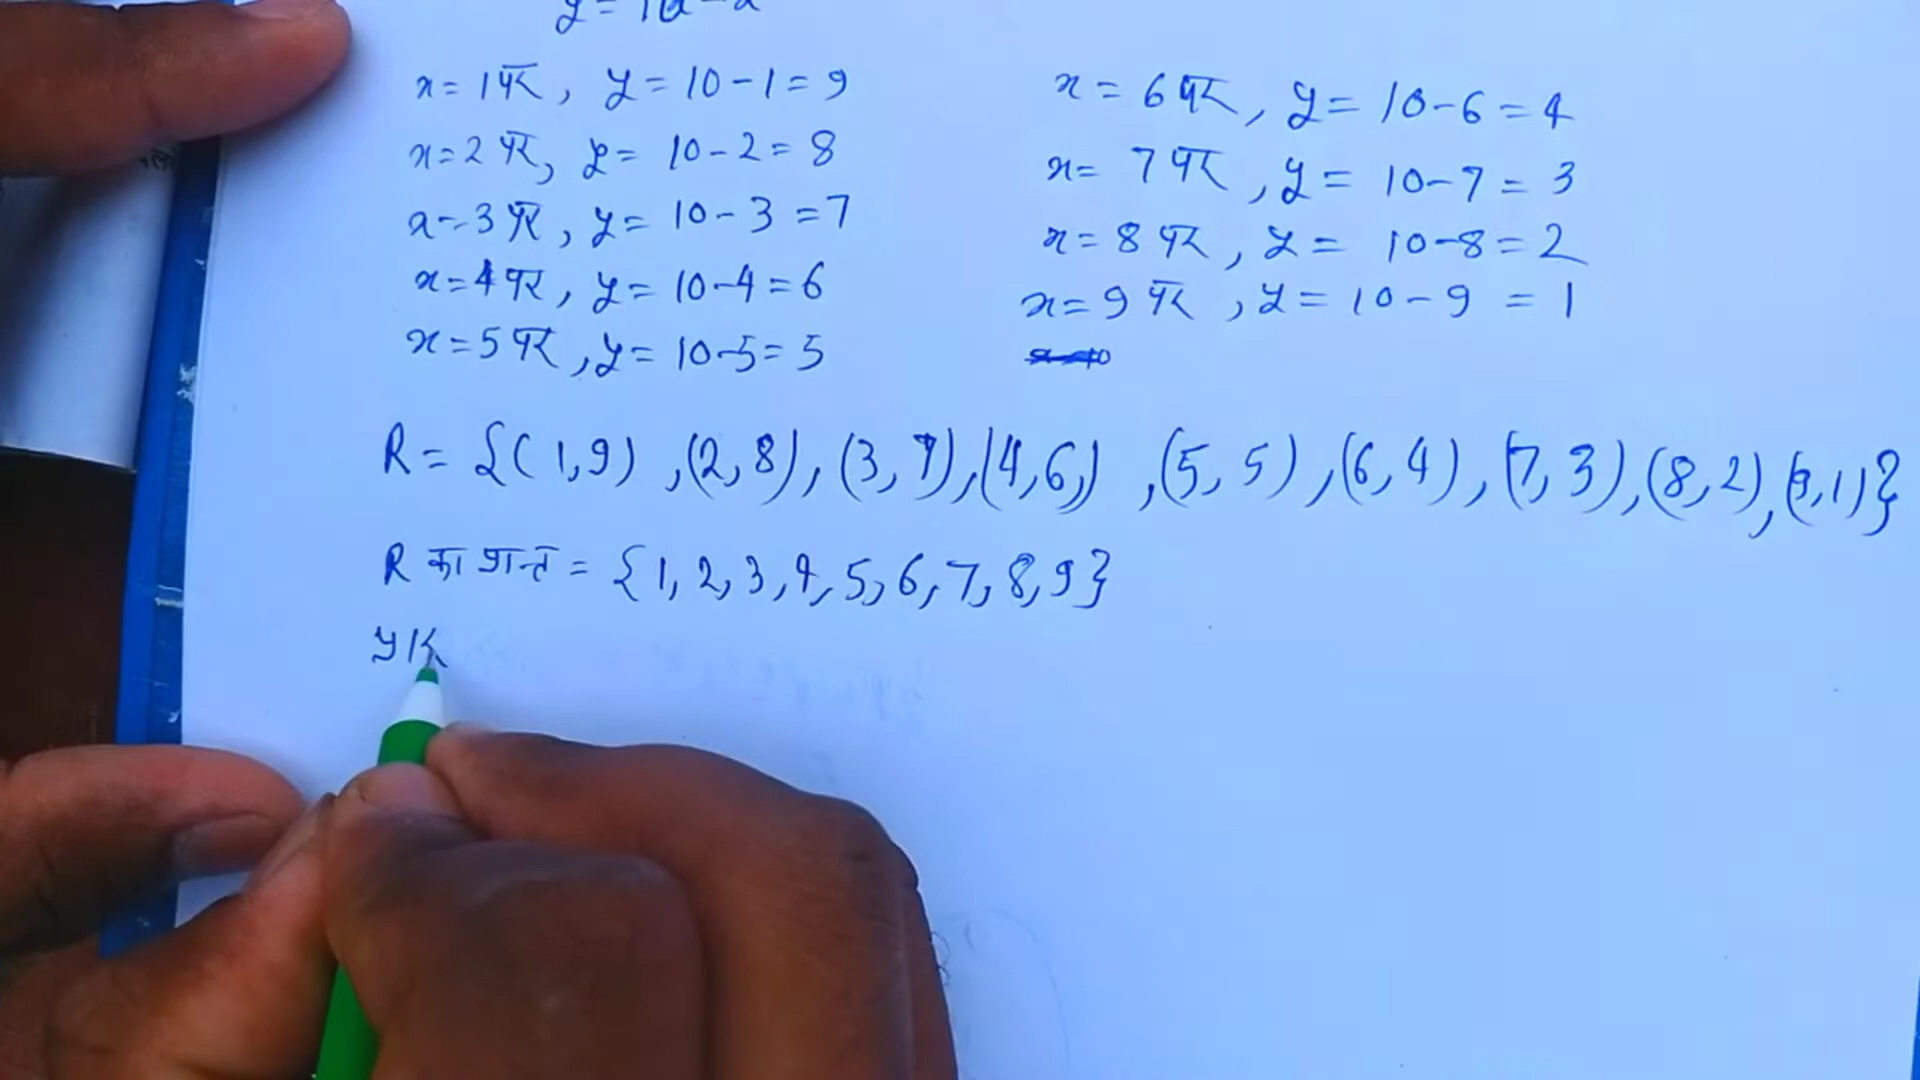 y = 10 - x
x = 1 पर, y = 10 - 1 = 9
x = 2 पर, y = 10 - 2 = 8
x = 3 पर, y = 10 - 3 = 7
x = 4 पर, y = 10 - 4 = 6
x = 5 पर, y = 10 - 5 = 5
x = 6 पर, y = 10 - 6 = 4
x = 7 पर, y = 10 - 7 = 3
x = 8 पर, y = 10 - 8 = 2
x = 9 पर, y = 10 - 9 = 1
R = {(1,9), (2,8), (3,7), (4,6), (5,5), (6,4), (7,3), (8,2), (9,1)}
R का प्रान्त = {1, 2, 3, 4, 5, 6, 7, 8, 9}